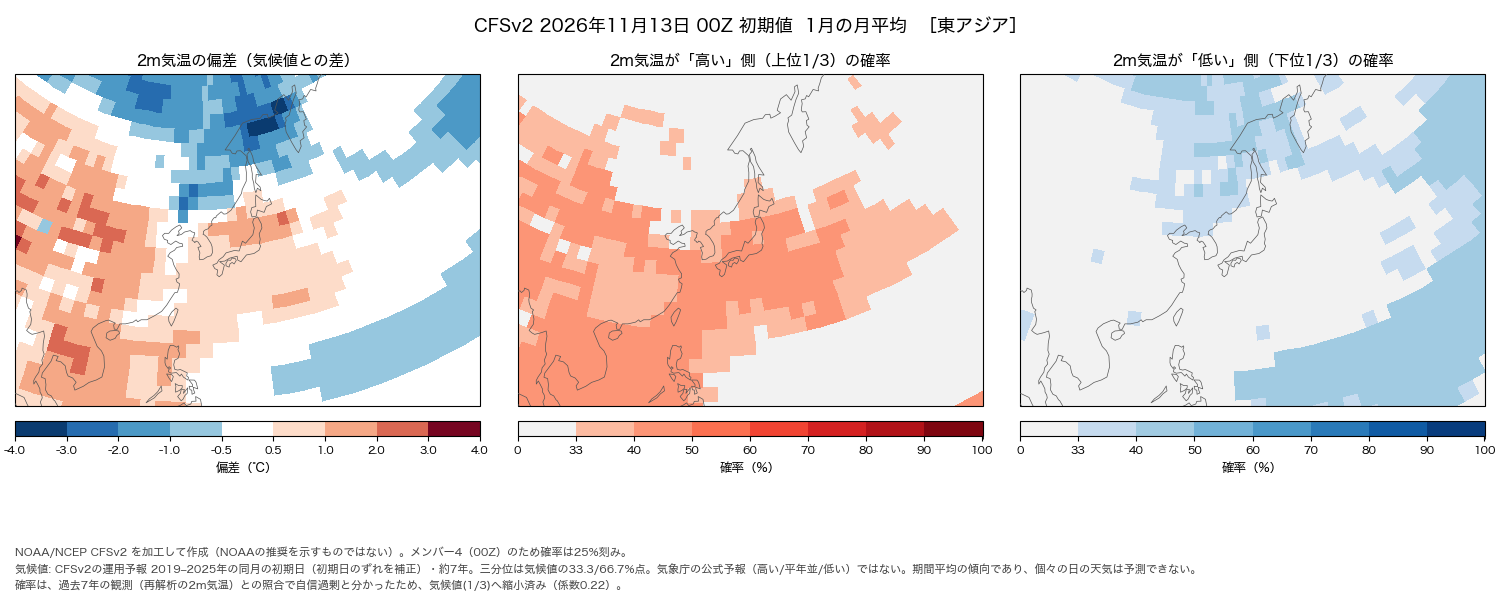 CFSv2 2026年11月13日 00Z 初期値 1月の月平均 ［東アジア］
2m気温の偏差（気候値との差）
2m気温が「高い」側（上位1/3）の確率
2m気温が「低い」側（下位1/3）の確率
-4.0 -3.0 -2.0 -1.0 -0.5 0.5 1.0 2.0 3.0 4.0
偏差（℃）
0 33 40 50 60 70 80 90 100
確率（%）
0 33 40 50 60 70 80 90 100
確率（%）
NOAA/NCEP CFSv2 を加工して作成（NOAAの推奨を示すものではない）。メンバー4（00Z）のため確率は25%刻み。
気候値: CFSv2の運用予報 2019–2025年の同月の初期日（初期日のずれを補正）・約7年。三分位は気候値の33.3/66.7%点。気象庁の公式予報（高い/平年並/低い）ではない。期間平均の傾向であり、個々の日の天気は予測できない。
確率は、過去7年の観測（再解析の2m気温）との照合で自信過剰と分かったため、気候値(1/3)へ縮小済み（係数0.22）。